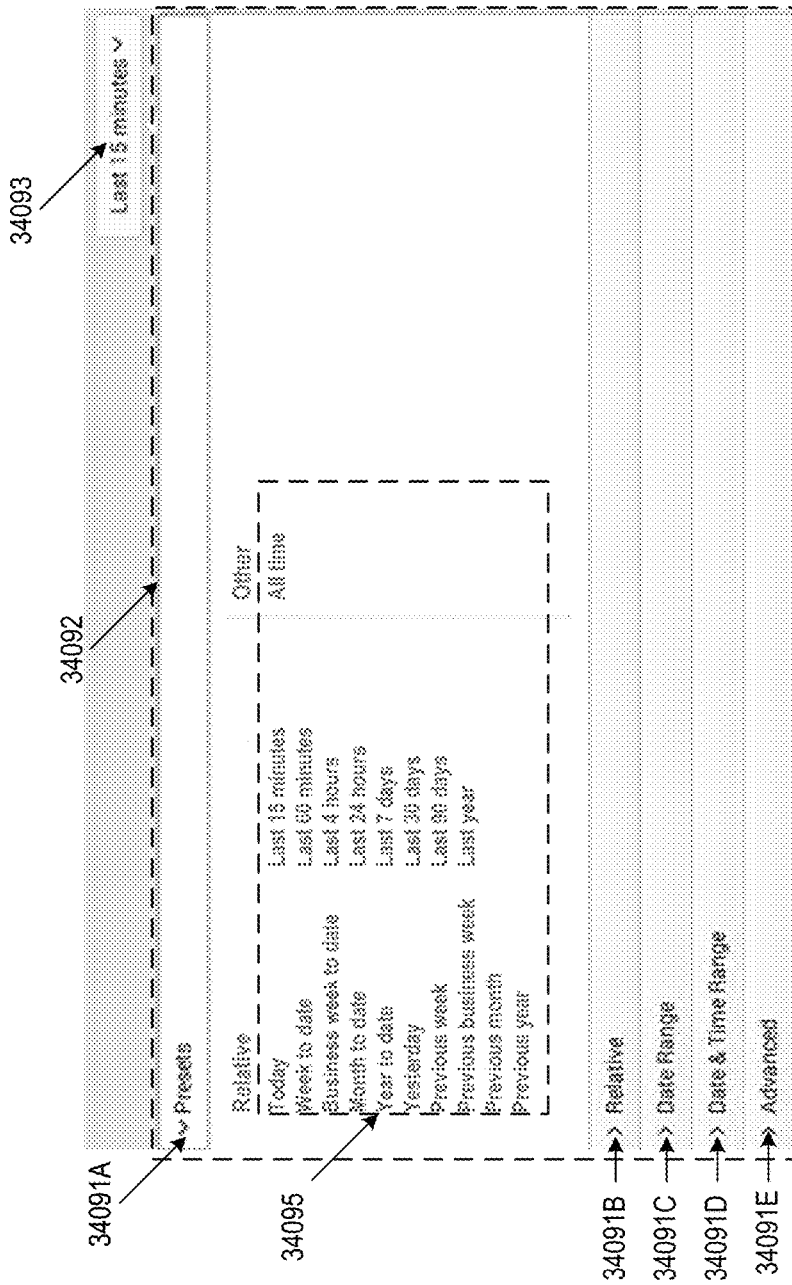 34093
Last 15 minutes
34092
34091A
Presets
Relative
Other
34095
Today
Last 15 minutes
All time
Week to date
Last 60 minutes
Business week to date
Last 4 hours
Month to date
Last 24 hours
Year to date
Last 7 days
Yesterday
Last 30 days
Previous week
Last 90 days
Previous business week
Last year
Previous month
Previous year
34091B
Relative
34091C
Date Range
34091D
Date & Time Range
34091E
Advanced